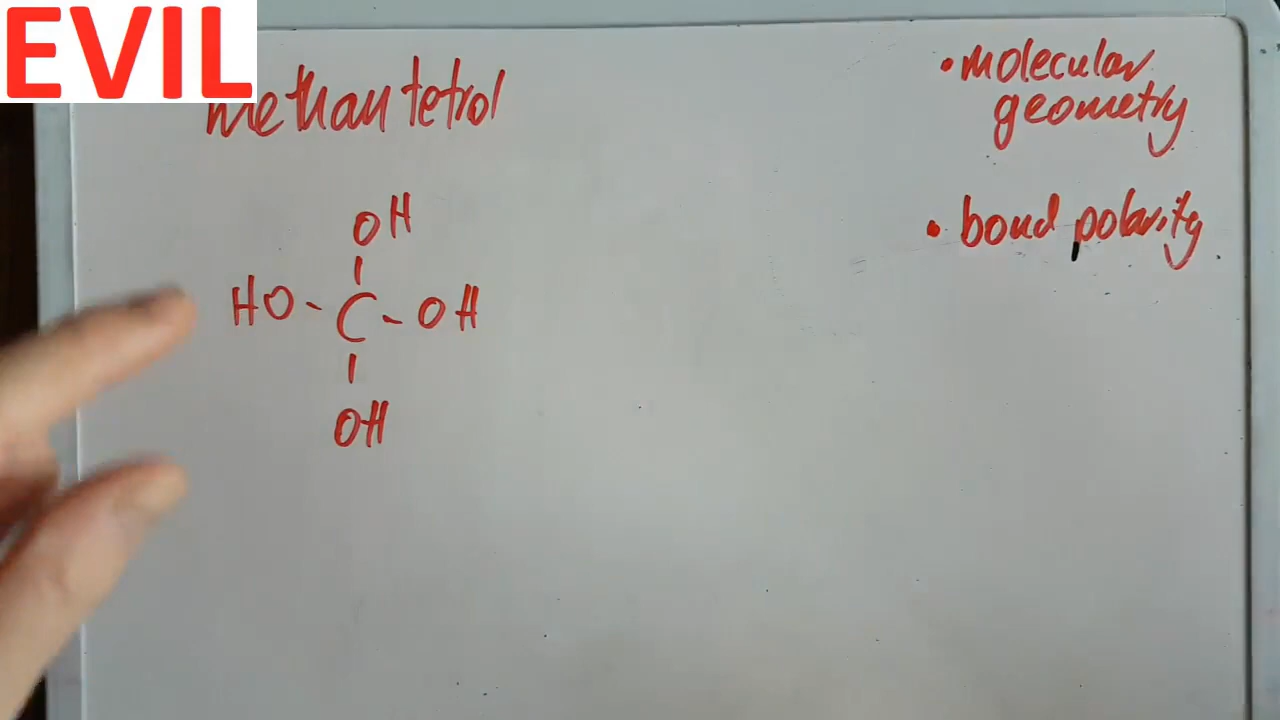 EVIL
methantetrol
• molecular
geometry
• bond polarity
OH
HO - C - OH
OH